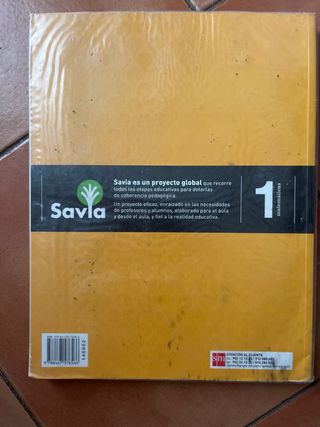 Savia es un proyecto global que recorre
todas las etapas educativas para dotarlas
de coherencia pedagógica.
Un proyecto eficaz, enraizado en las necesidades
de profesores y alumnos, elaborado para el aula
y desde el aula, y fiel a la realidad educativa.
Savia
1
matemáticas
sm
ATENCIÓN AL CLIENTE